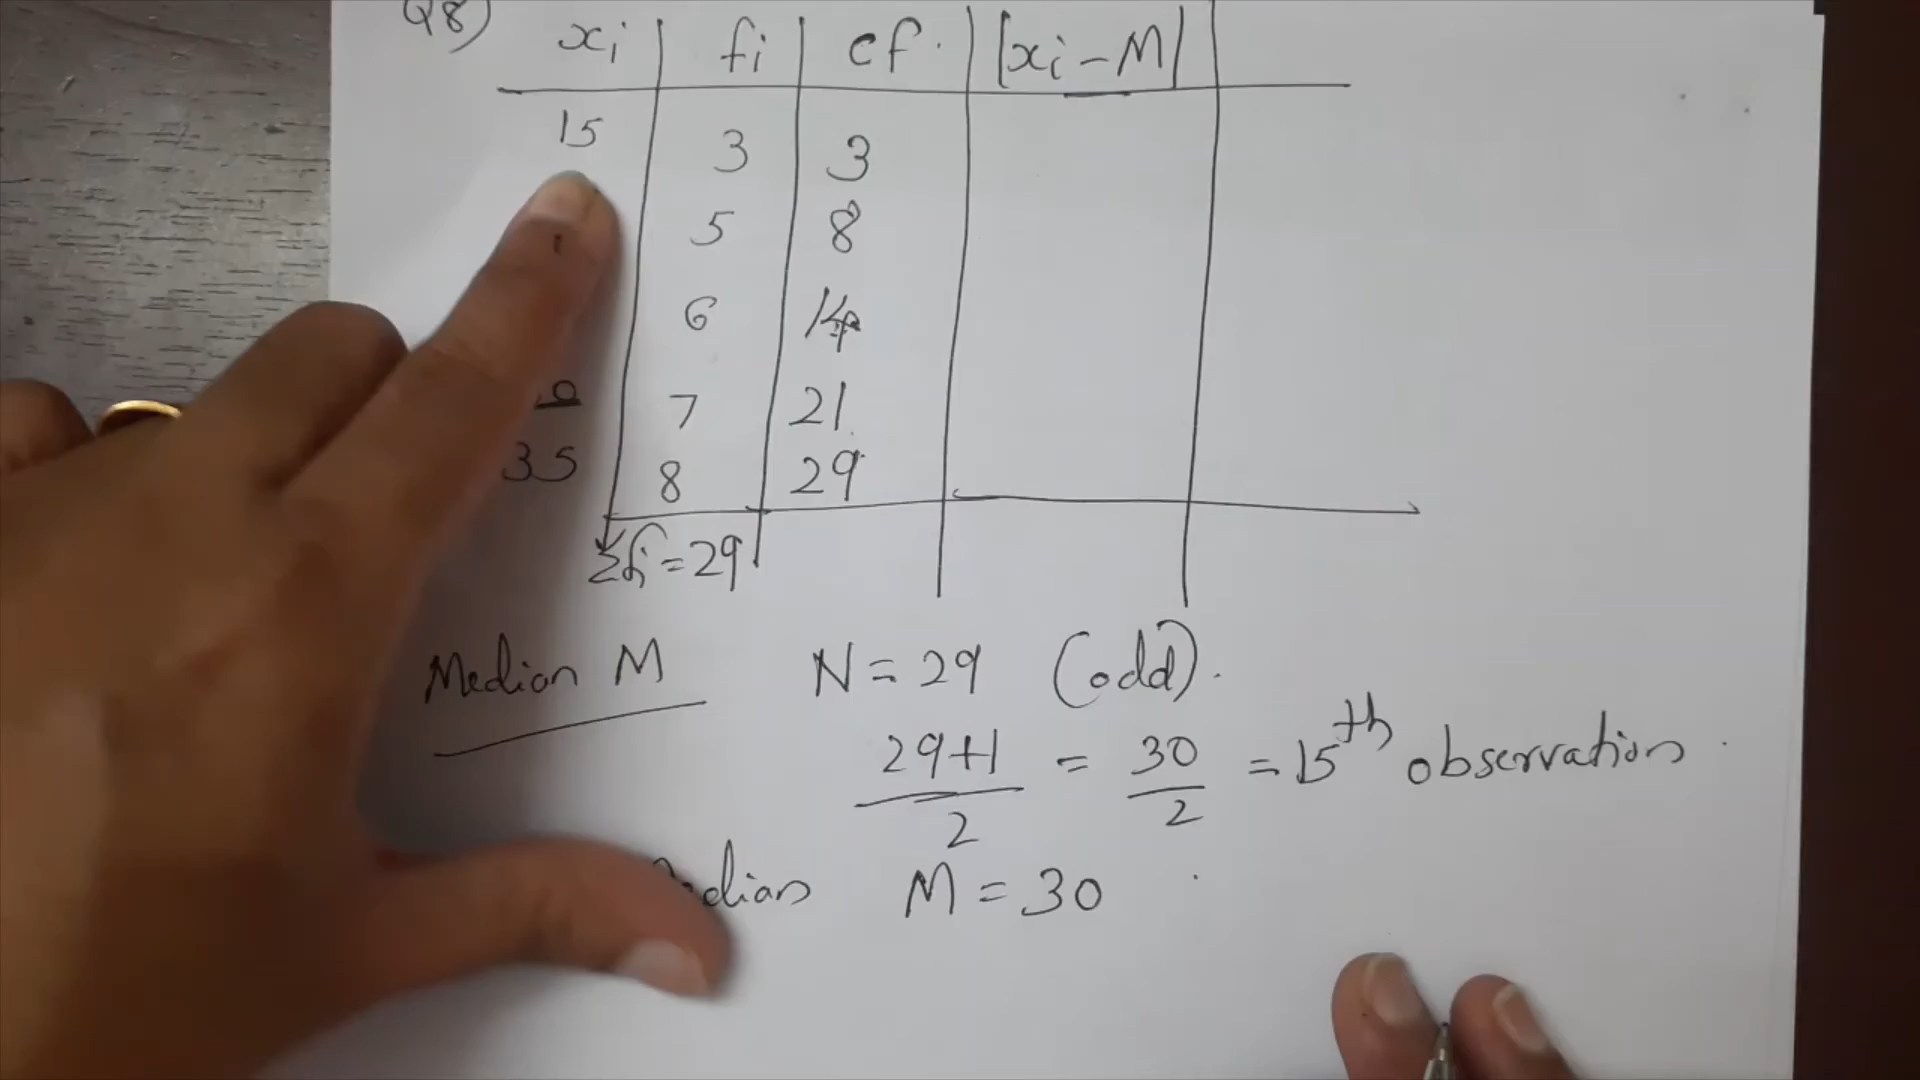 Q8)
xi fi cf. |xi - M|
15 3 3
5 8
6 14
0 7 21
35 8 29
Σfi = 29
Median M N = 29 (odd).
29+1/2 = 30/2 = 15th observation.
M = 30